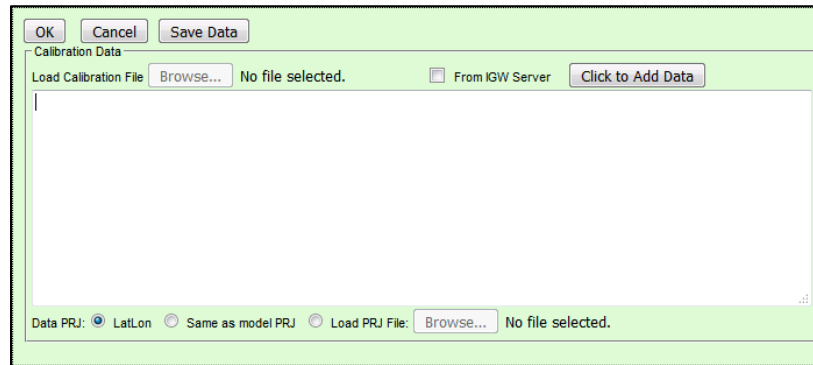 OK Cancel Save Data
Calibration Data
Load Calibration File Browse... No file selected. From IGW Server Click to Add Data
Data PRJ: LatLon Same as model PRJ Load PRJ File: Browse... No file selected.